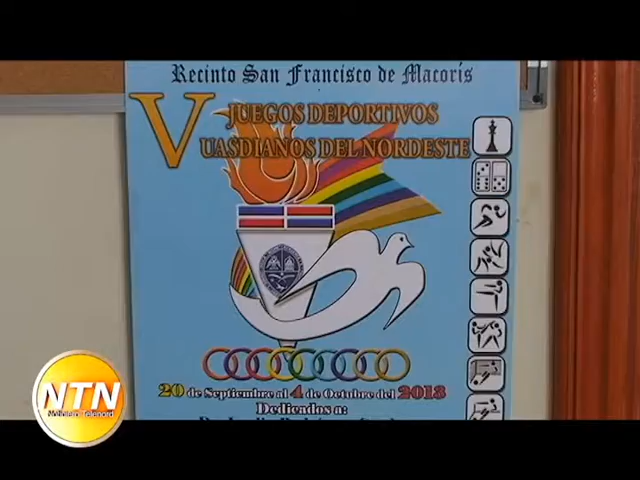 Recinto San Francisco de Macorís
V JUEGOS DEPORTIVOS
UASDIANOS DEL NORDESTE
20 de Septiembre al 4 de Octubre del 2013
Dedicados a:
NTN